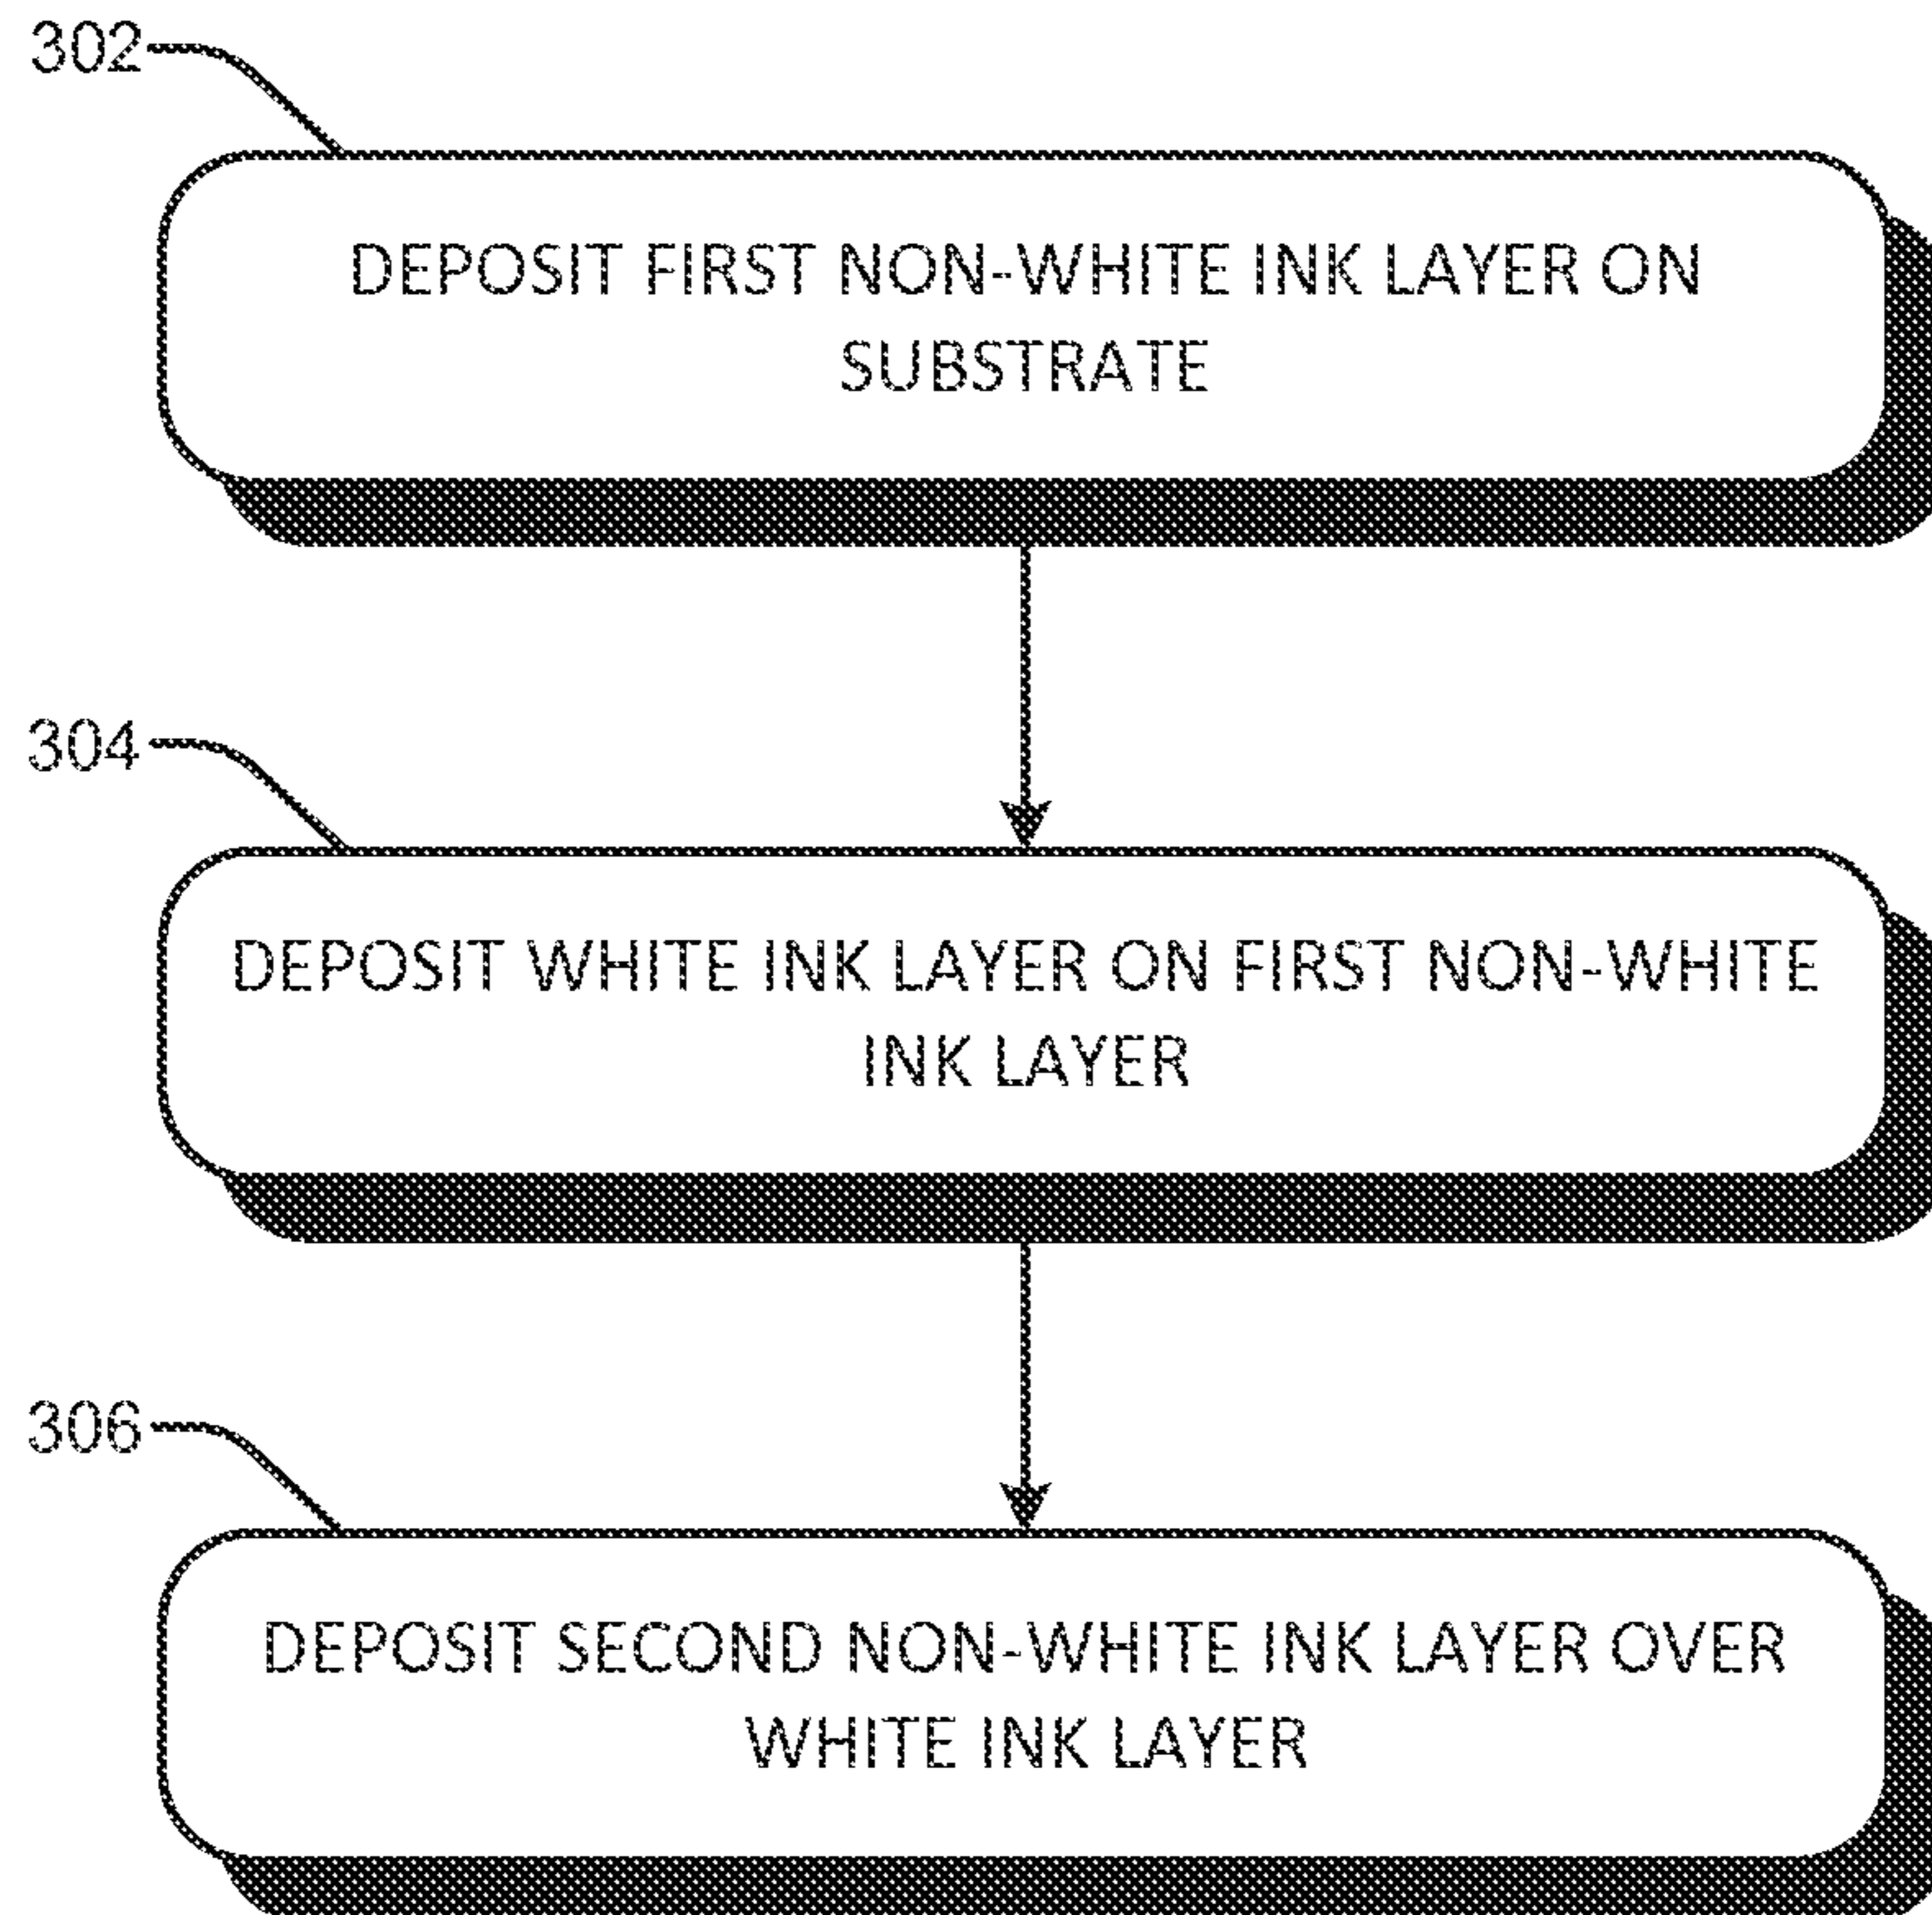 302
DEPOSIT FIRST NON-WHITE INK LAYER ON
SUBSTRATE
304
DEPOSIT WHITE INK LAYER ON FIRST NON-WHITE
INK LAYER
306
DEPOSIT SECOND NON-WHITE INK LAYER OVER
WHITE INK LAYER